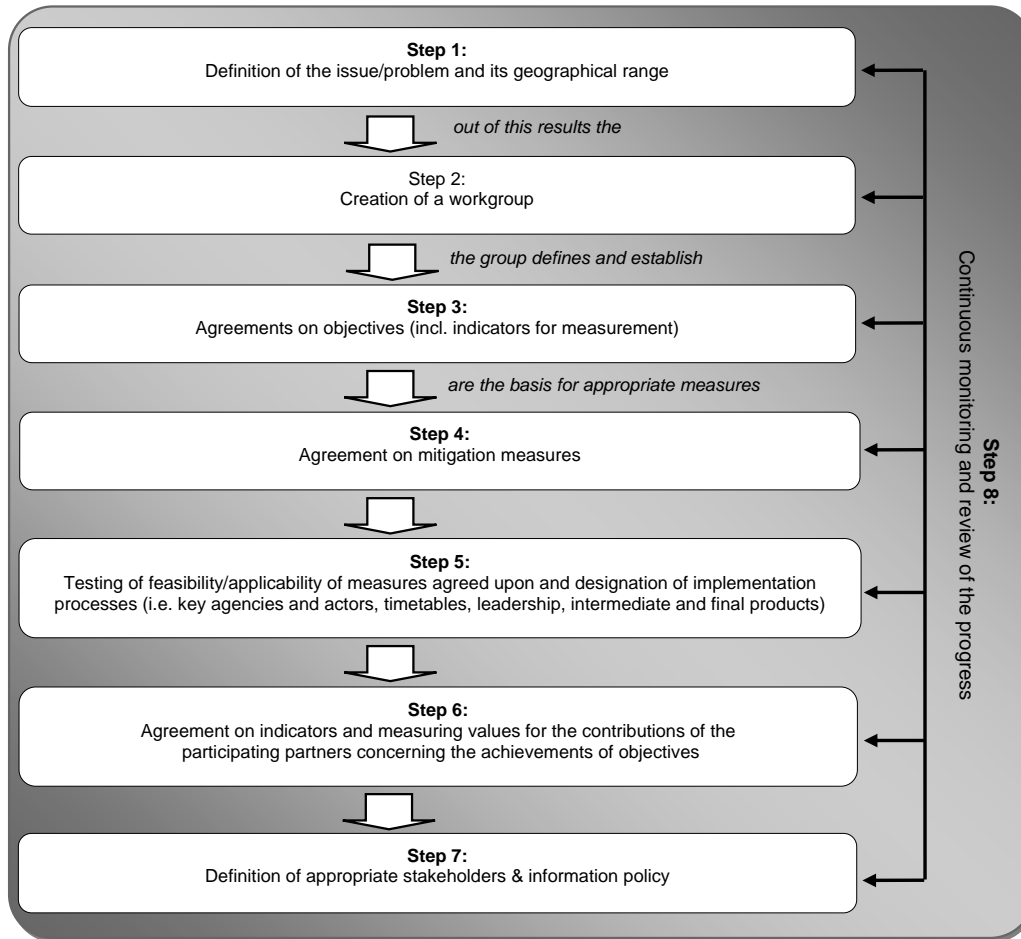 Step 1:
Definition of the issue/problem and its geographical range
out of this results the
Step 2:
Creation of a workgroup
the group defines and establish
Step 3:
Agreements on objectives (incl. indicators for measurement)
are the basis for appropriate measures
Step 4:
Agreement on mitigation measures
Step 5:
Testing of feasibility/applicability of measures agreed upon and designation of implementation
processes (i.e. key agencies and actors, timetables, leadership, intermediate and final products)
Step 6:
Agreement on indicators and measuring values for the contributions of the
participating partners concerning the achievements of objectives
Step 7:
Definition of appropriate stakeholders & information policy
Step 8:
Continuous monitoring and review of the progress